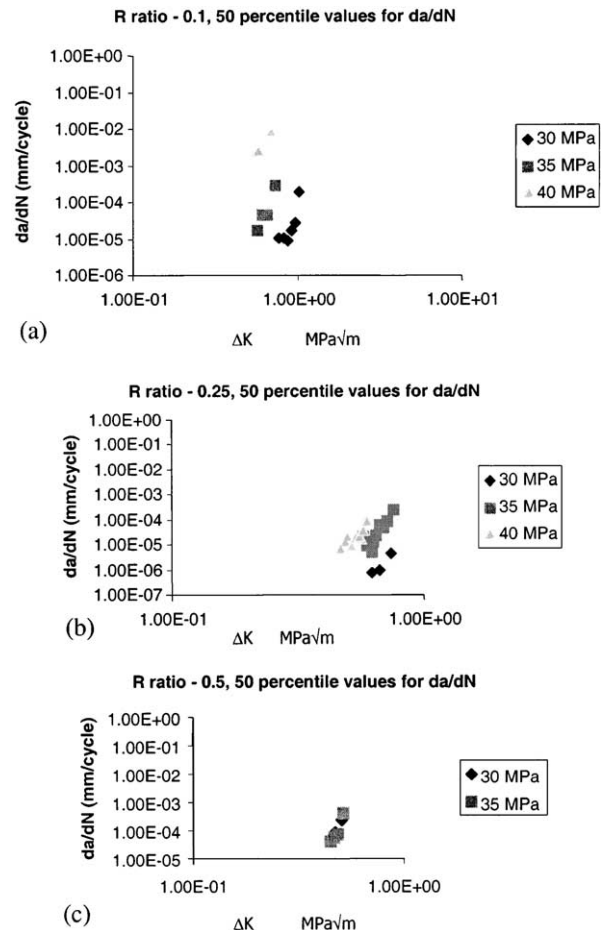 R ratio - 0.1, 50 percentile values for da/dN
1.00E+00
1.00E-01
1.00E-02
1.00E-03
1.00E-04
1.00E-05
1.00E-06
da/dN (mm/cycle)
1.00E-01 1.00E+00 1.00E+01
ΔK MPa√m
30 MPa
35 MPa
40 MPa
(a)
R ratio - 0.25, 50 percentile values for da/dN
1.00E+00
1.00E-01
1.00E-02
1.00E-03
1.00E-04
1.00E-05
1.00E-06
1.00E-07
da/dN (mm/cycle)
1.00E-01 1.00E+00
ΔK MPa√m
30 MPa
35 MPa
40 MPa
(b)
R ratio - 0.5, 50 percentile values for da/dN
1.00E+00
1.00E-01
1.00E-02
1.00E-03
1.00E-04
1.00E-05
da/dN (mm/cycle)
1.00E-01 1.00E+00
ΔK MPa√m
30 MPa
35 MPa
(c)